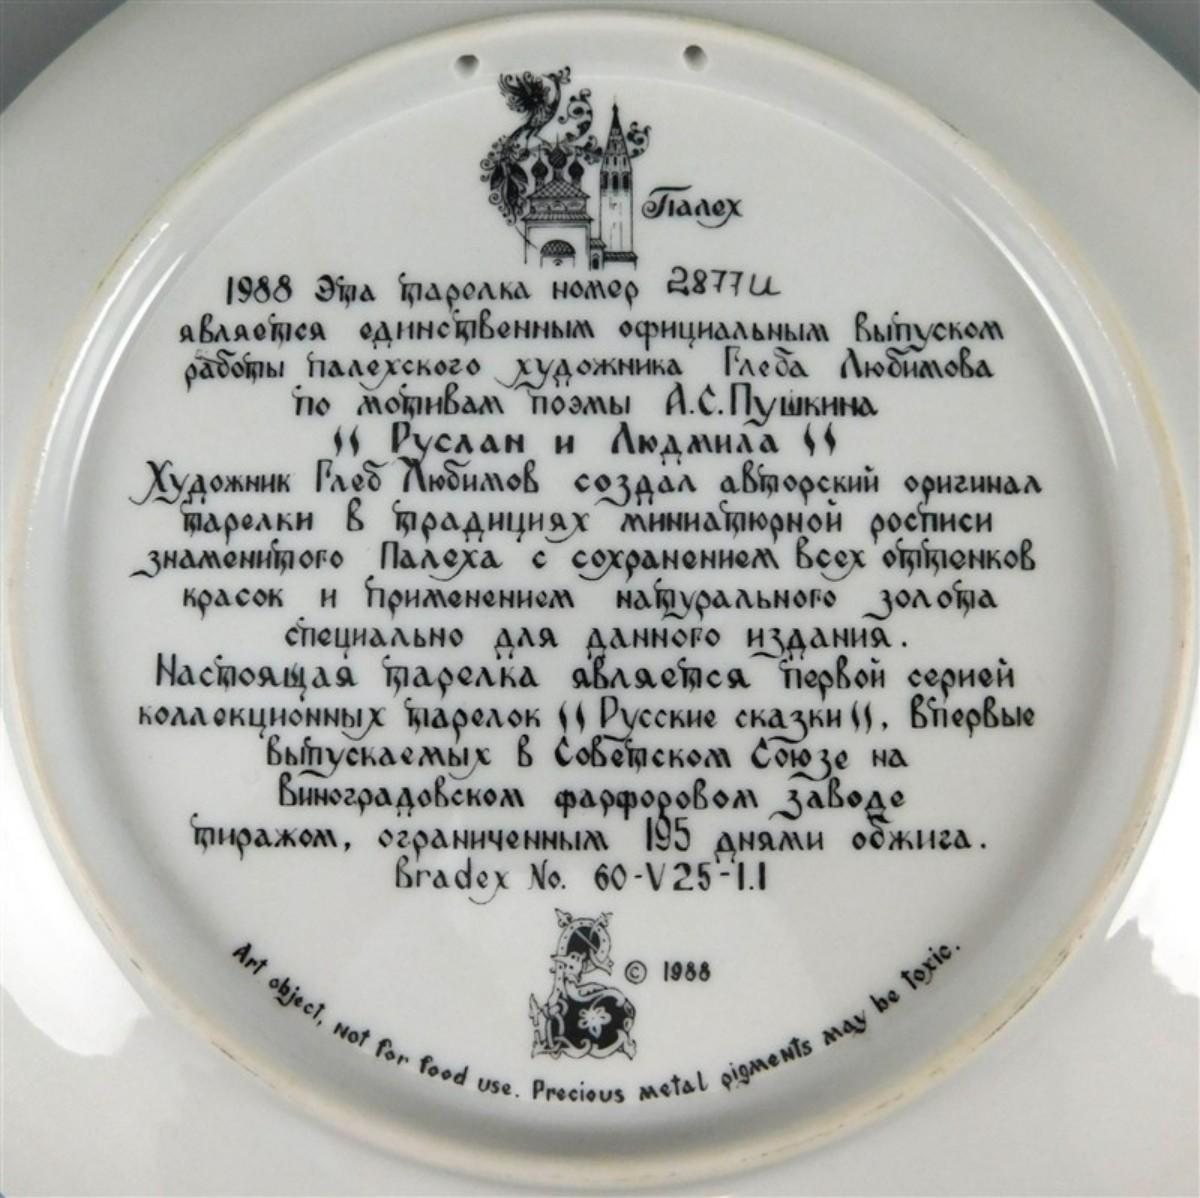 Палех
1988 Эта тарелка номер 2877И
является единственным официальным выпуском
работы палехского художника Глеба Любимова
по мотивам поэмы А.С.Пушкина
"Руслан и Людмила"
Художник Глеб Любимов создал авторский оригинал
тарелки в традициях миниатюрной росписи
знаменитого Палеха с сохранением всех оттенков
красок и применением натурального золота
специально для данного издания.
Настоящая тарелка является первой серией
коллекционных тарелок "Русские сказки", впервые
выпускаемых в Советском Союзе на
Виноградовском фарфоровом заводе
тиражом, ограниченным 195 днями обжига.
Bradex No. 60-V25-1.1
© 1988
Art object, not for food use. Precious metal pigments may be toxic.